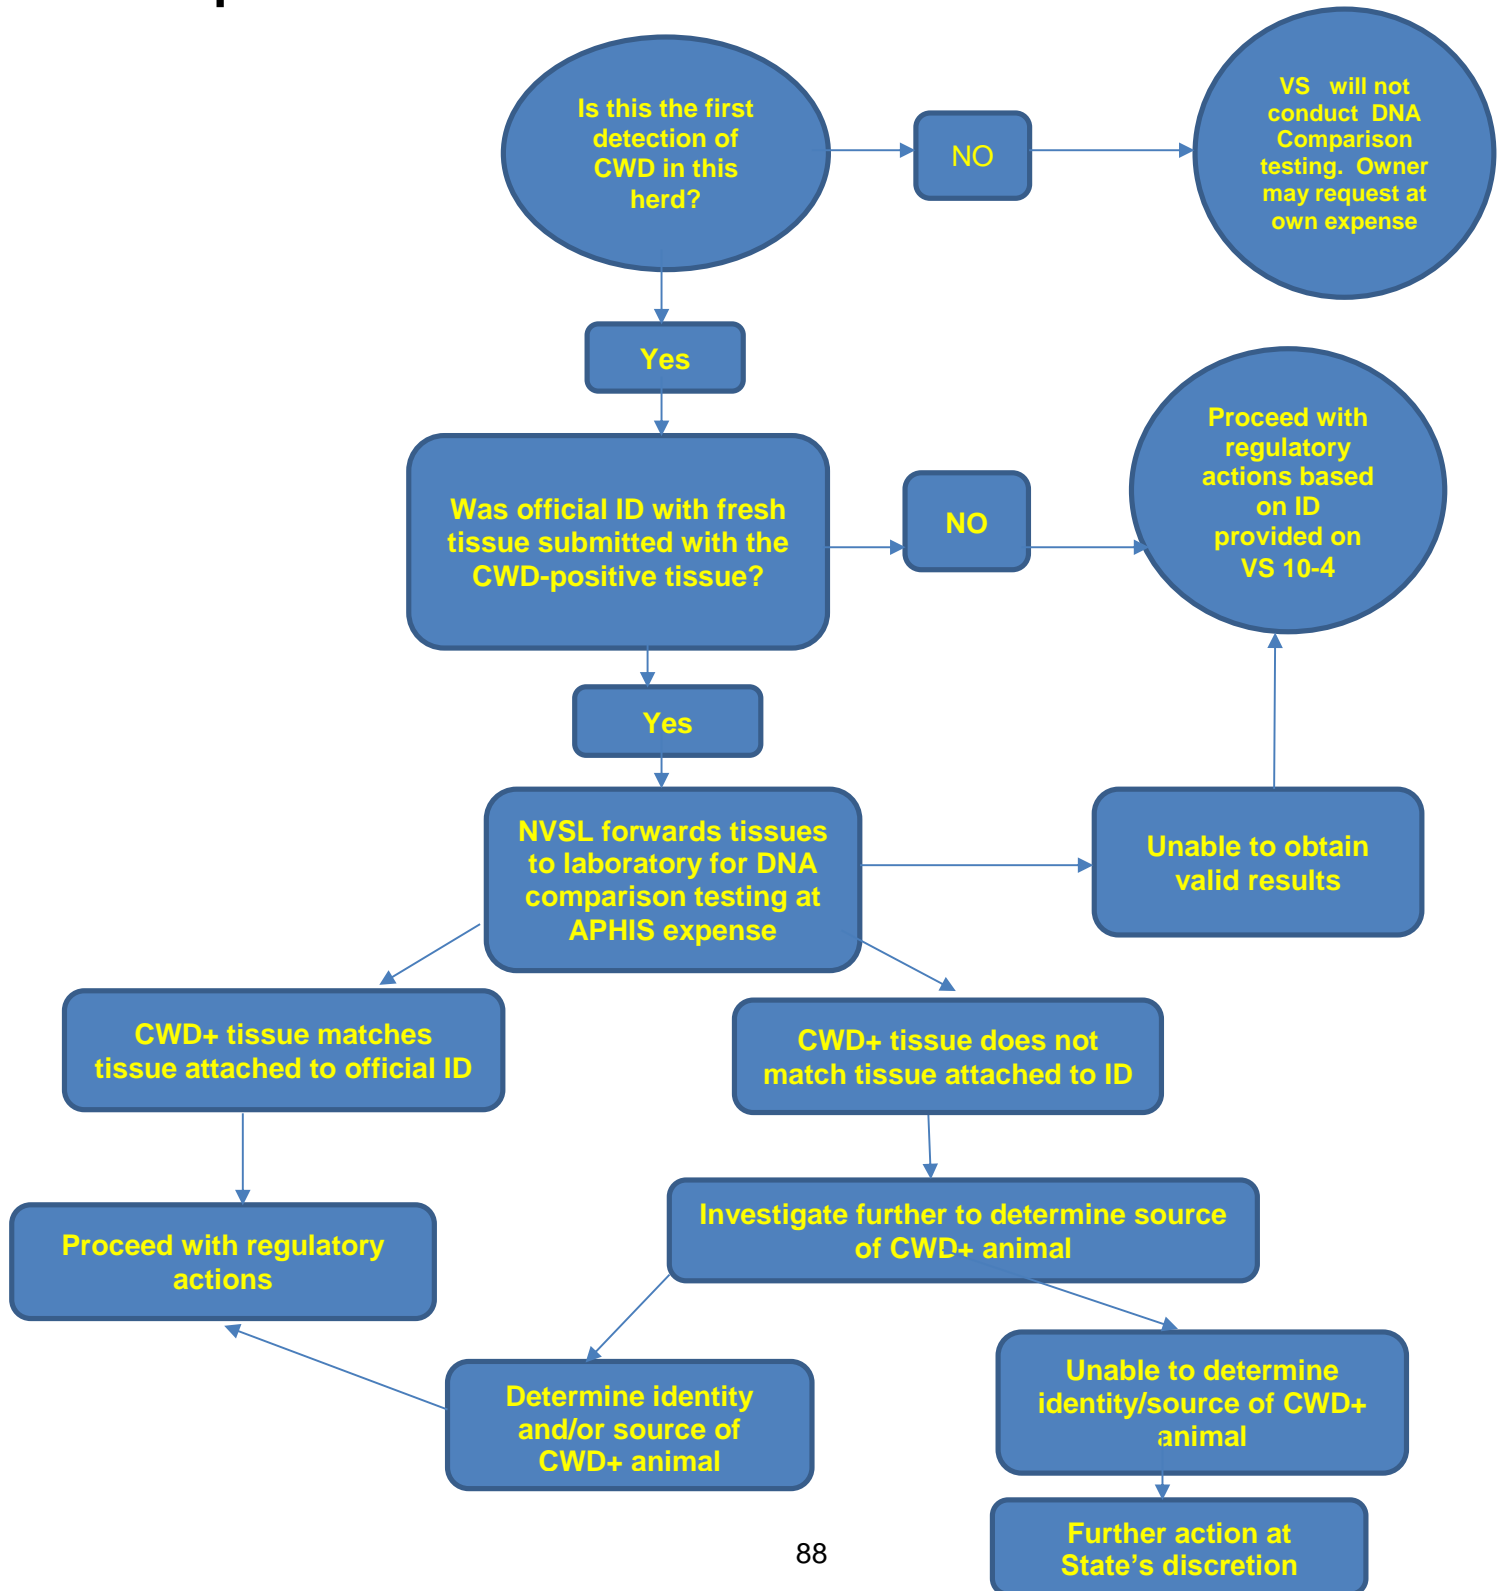 Is this the first
detection of
CWD in this
herd?
NO
VS will not
conduct DNA
Comparison
testing. Owner
may request at
own expense
Yes
Was official ID with fresh
tissue submitted with the
CWD-positive tissue?
NO
Proceed with
regulatory
actions based
on ID
provided on
VS 10-4
Yes
NVSL forwards tissues
to laboratory for DNA
comparison testing at
APHIS expense
Unable to obtain
valid results
CWD+ tissue matches
tissue attached to official ID
CWD+ tissue does not
match tissue attached to ID
Proceed with regulatory
actions
Investigate further to determine source
of CWD+ animal
Determine identity
and/or source of
CWD+ animal
Unable to determine
identity/source of CWD+
animal
Further action at
State's discretion
88